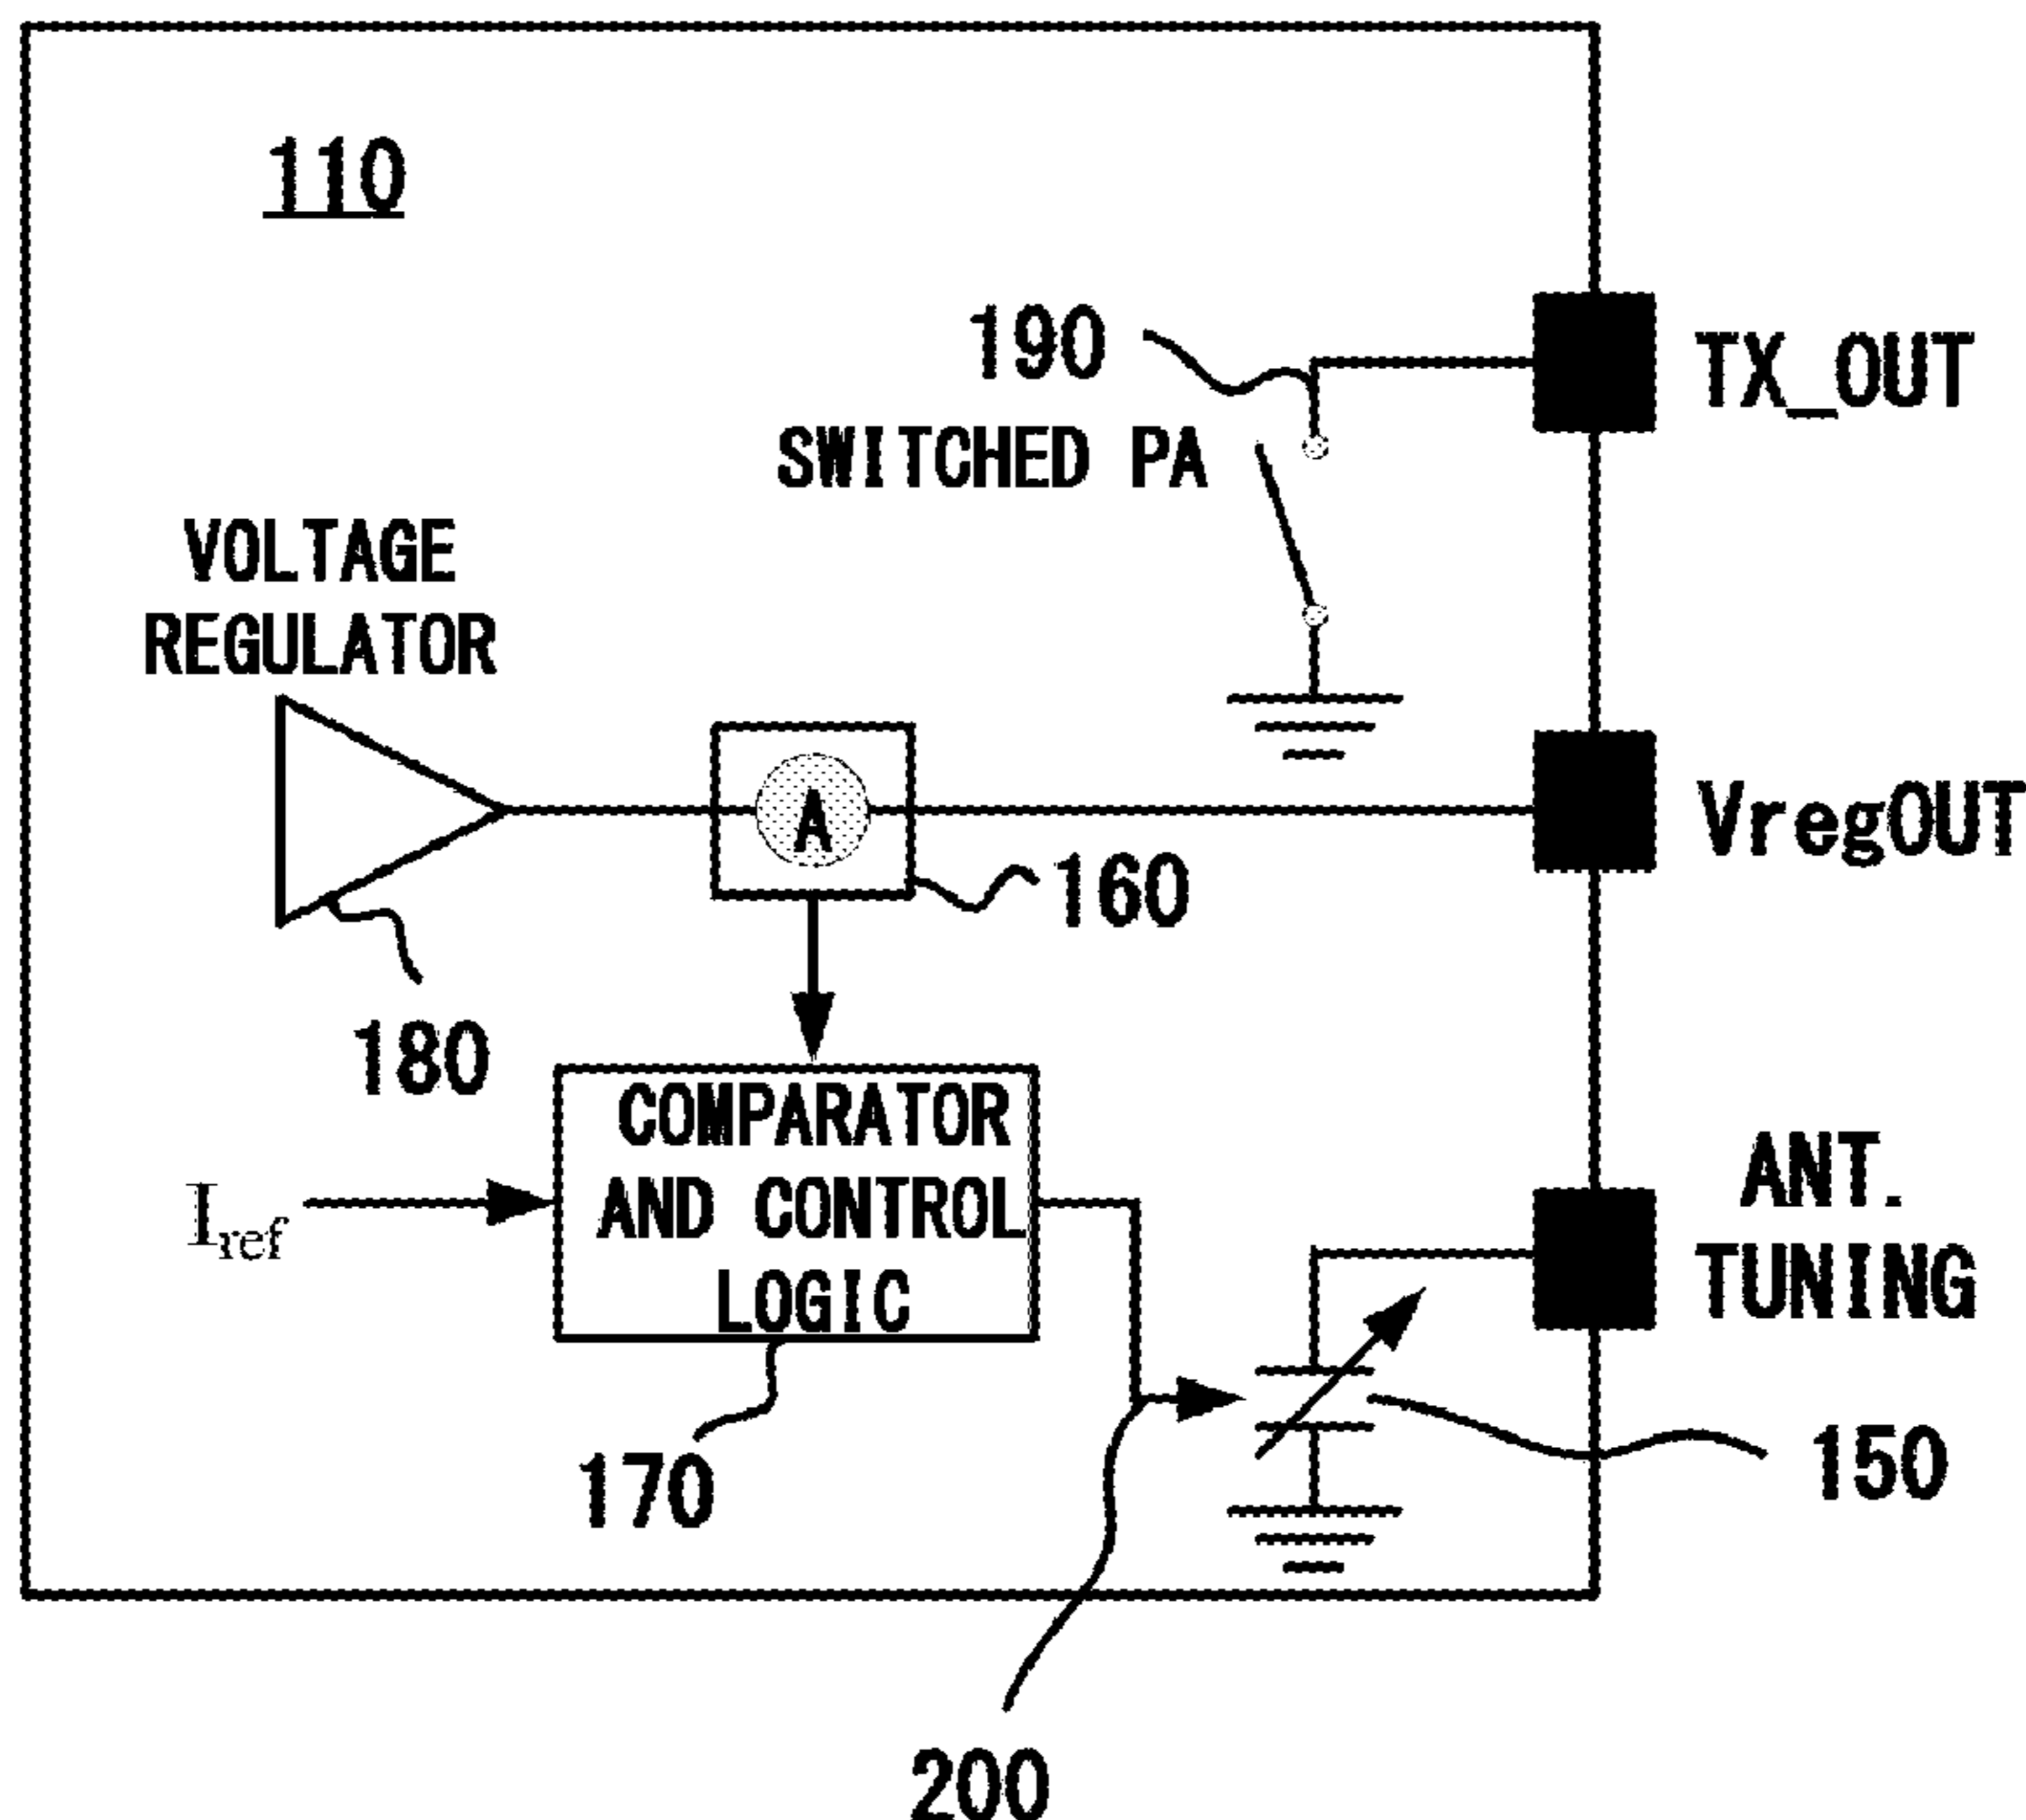 110
190
TX_OUT
SWITCHED PA
VOLTAGE
REGULATOR
A
VregOUT
160
180
COMPARATOR
AND CONTROL
LOGIC
Iref
ANT.
TUNING
170
150
200